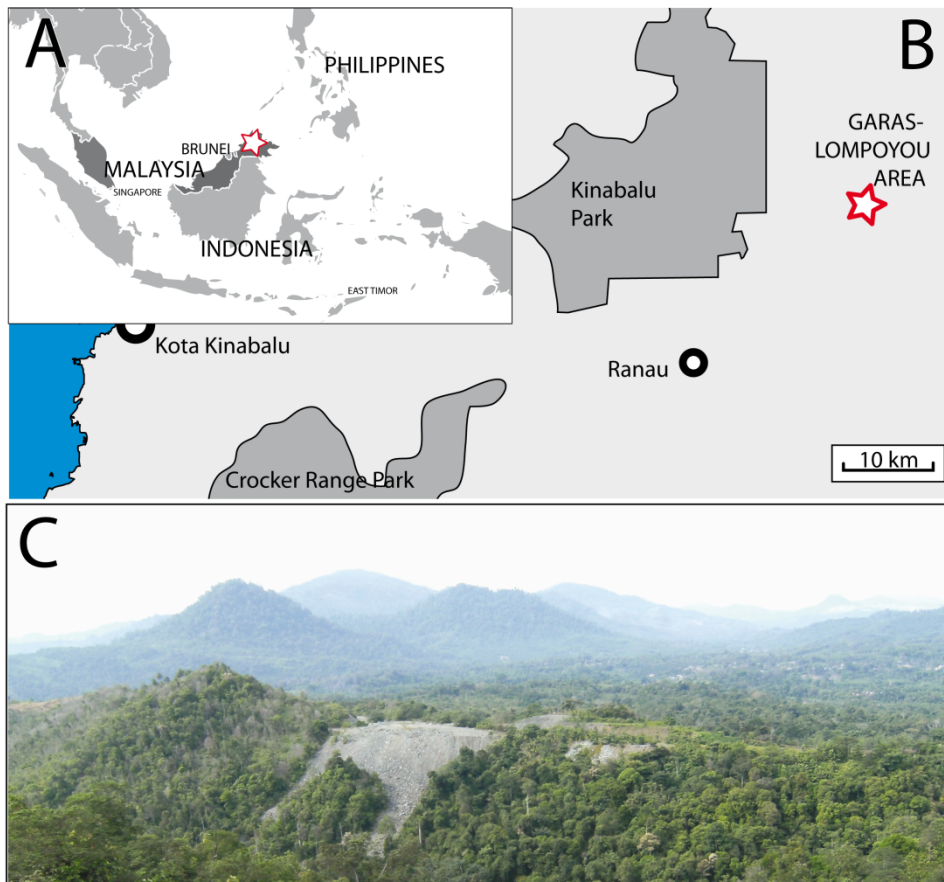 A
PHILIPPINES
BRUNEI
MALAYSIA
SINGAPORE
INDONESIA
EAST TIMOR
B
GARAS-
LOMPOYOU
AREA
Kinabalu
Park
Kota Kinabalu
Ranau
Crocker Range Park
10 km
C